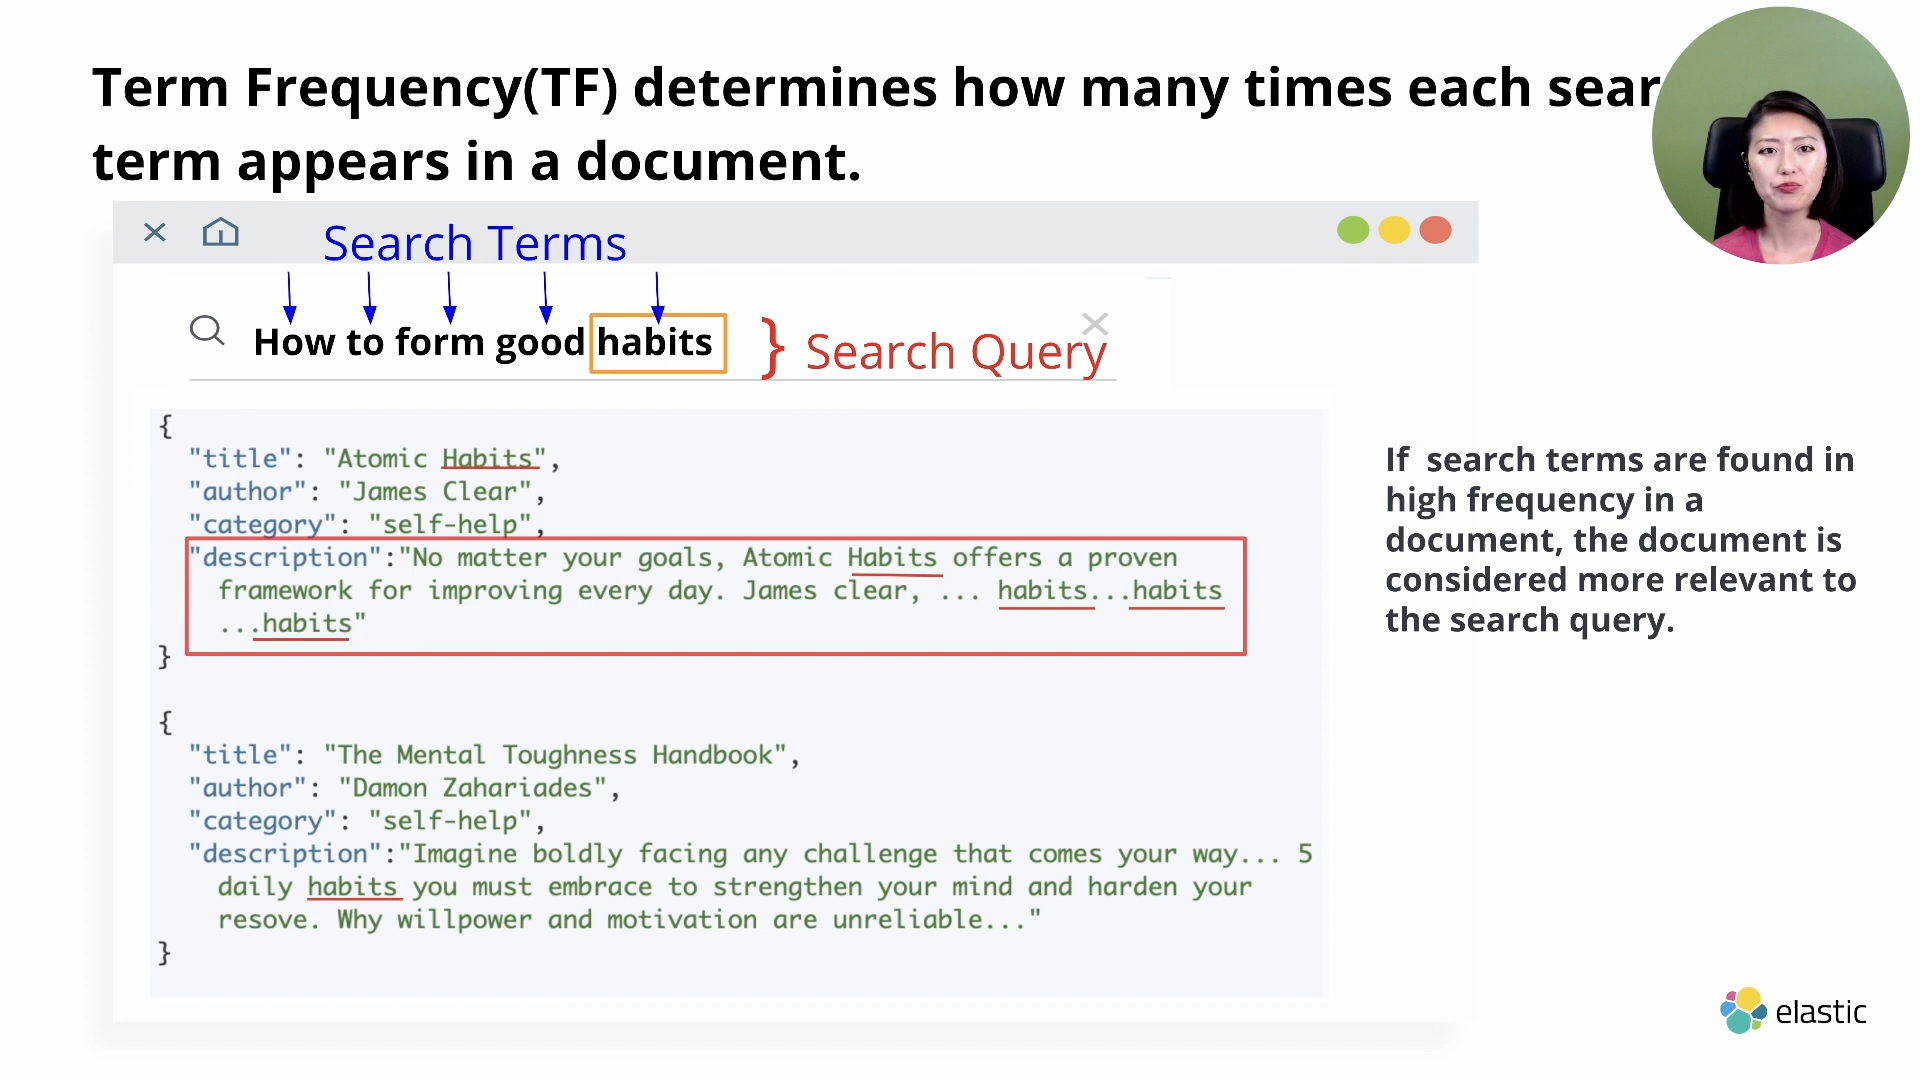 Term Frequency(TF) determines how many times each sear
term appears in a document.
Search Terms
How to form good habits } Search Query
{
"title": "Atomic Habits",
"author": "James Clear",
"category": "self-help",
"description":"No matter your goals, Atomic Habits offers a proven
framework for improving every day. James clear, ... habits...habits
...habits"
}
If search terms are found in
high frequency in a
document, the document is
considered more relevant to
the search query.
{
"title": "The Mental Toughness Handbook",
"author": "Damon Zahariades",
"category": "self-help",
"description":"Imagine boldly facing any challenge that comes your way... 5
daily habits you must embrace to strengthen your mind and harden your
resove. Why willpower and motivation are unreliable..."
}
elastic